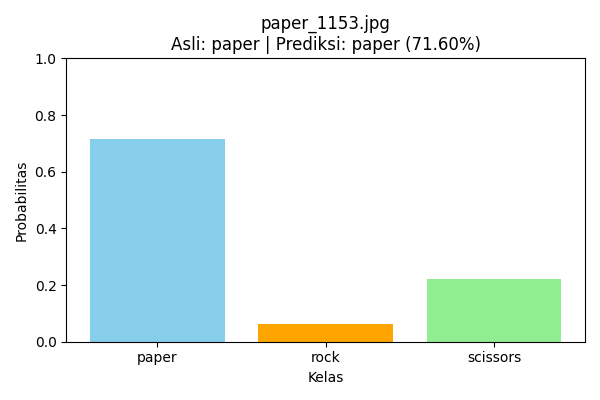 paper_1153.jpg
Asli: paper | Prediksi: paper (71.60%)
1.0
0.8
0.6
0.4
0.2
0.0
Probabilitas
paper rock scissors
Kelas